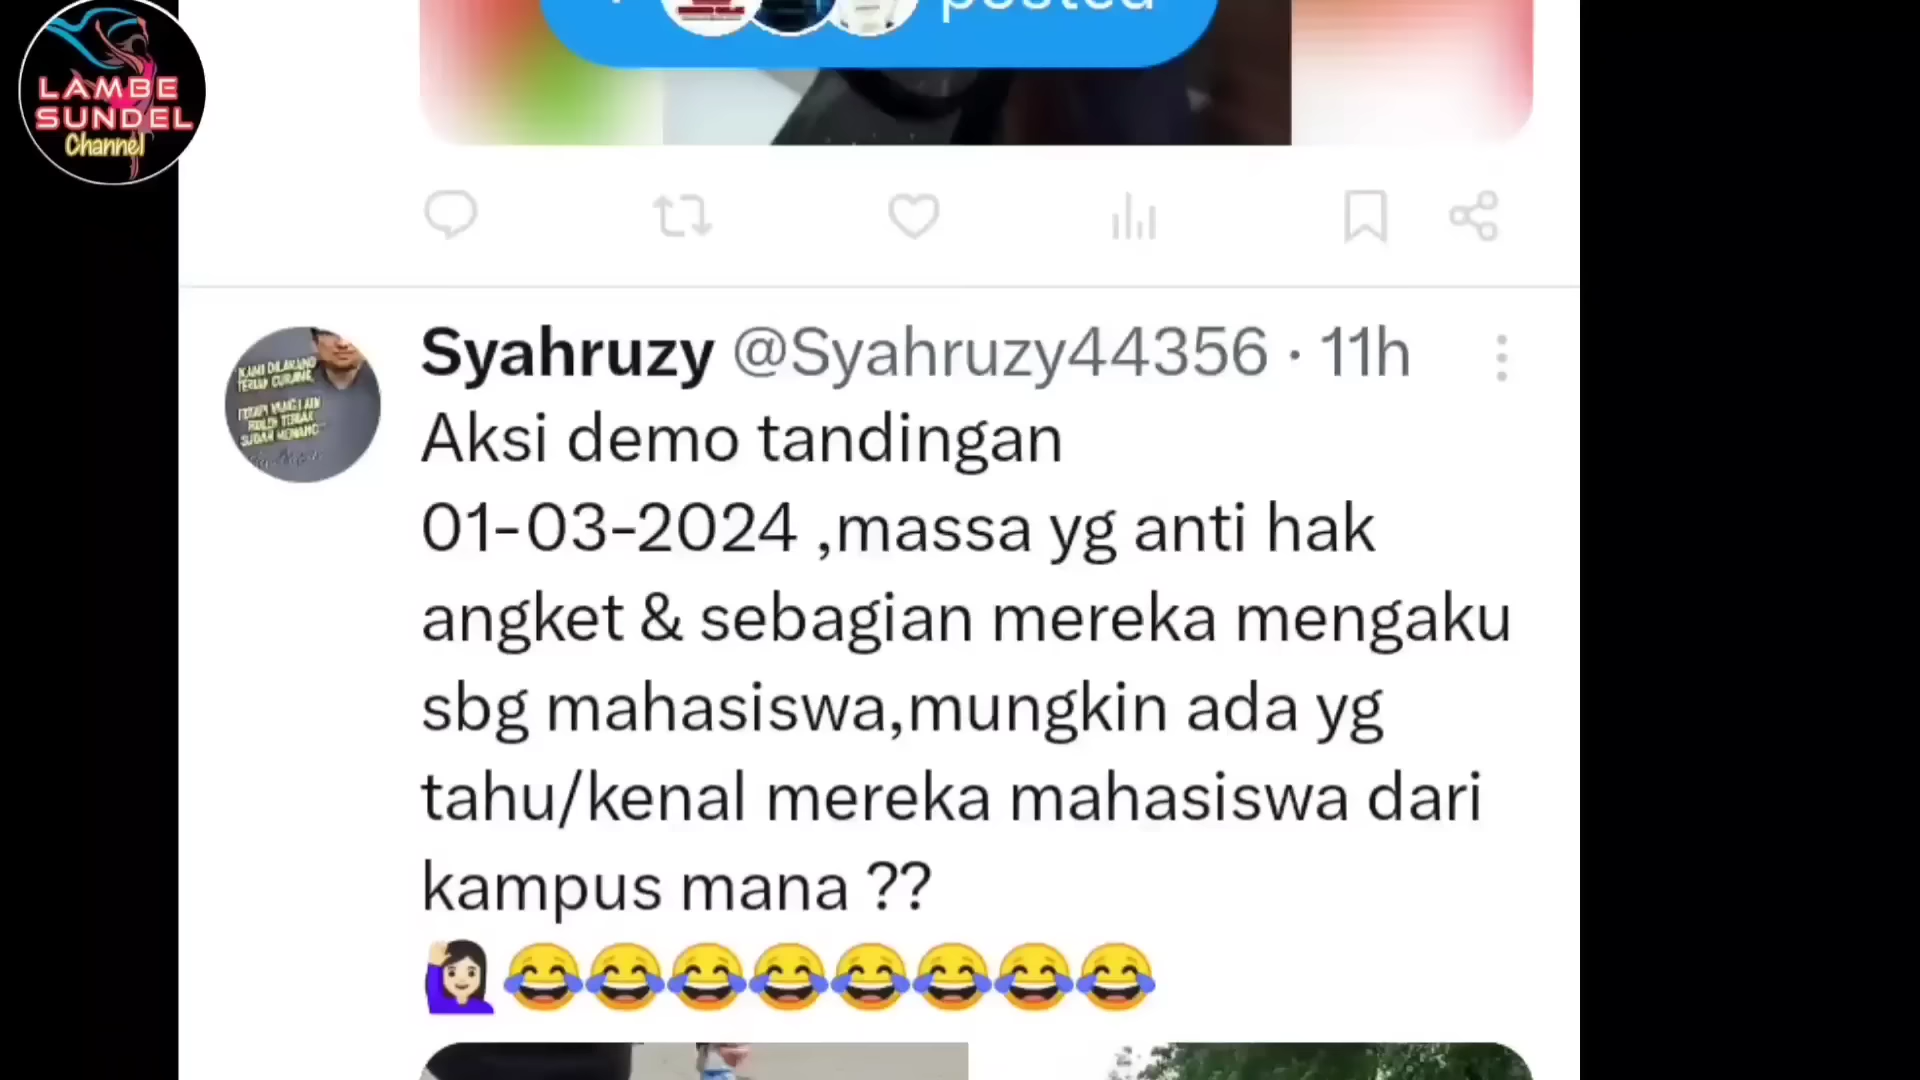 LAMBE
SUNDEL
Channel
posted
Syahruzy @Syahruzy44356 · 11h
Aksi demo tandingan
01-03-2024 ,massa yg anti hak
angket & sebagian mereka mengaku
sbg mahasiswa,mungkin ada yg
tahu/kenal mereka mahasiswa dari
kampus mana ??
🙋🏻‍♀️😂😂😂😂😂😂😂😂